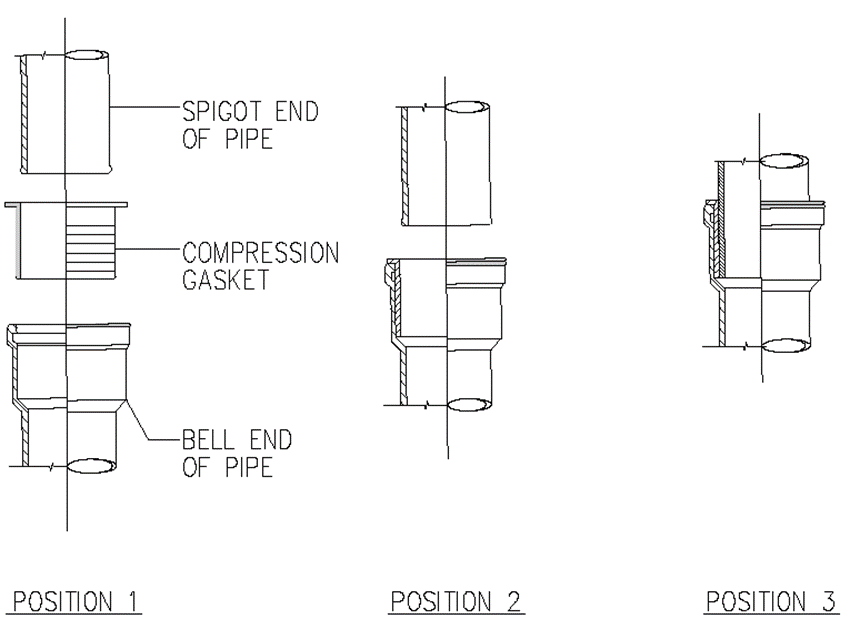 SPIGOT END
OF PIPE
COMPRESSION
GASKET
BELL END
OF PIPE
POSITION 1
POSITION 2
POSITION 3